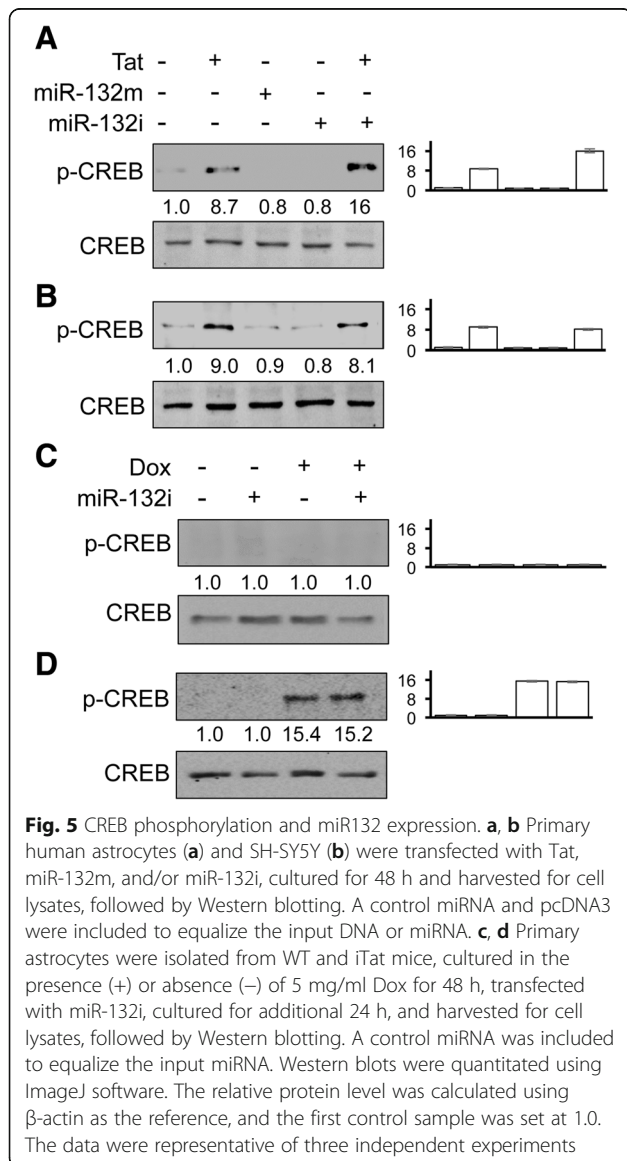 A
Tat - + - - +
miR-132m - - + - -
miR-132i - - - + +
p-CREB
16
8
0
1.0 8.7 0.8 0.8 16
CREB
B
p-CREB
16
8
0
1.0 9.0 0.9 0.8 8.1
CREB
C
Dox - - + +
miR-132i - + - +
p-CREB
16
8
0
1.0 1.0 1.0 1.0
CREB
D
p-CREB
16
8
0
1.0 1.0 15.4 15.2
CREB
Fig. 5 CREB phosphorylation and miR132 expression. a, b Primary
human astrocytes (a) and SH-SY5Y (b) were transfected with Tat,
miR-132m, and/or miR-132i, cultured for 48 h and harvested for cell
lysates, followed by Western blotting. A control miRNA and pcDNA3
were included to equalize the input DNA or miRNA. c, d Primary
astrocytes were isolated from WT and iTat mice, cultured in the
presence (+) or absence (−) of 5 mg/ml Dox for 48 h, transfected
with miR-132i, cultured for additional 24 h, and harvested for cell
lysates, followed by Western blotting. A control miRNA was included
to equalize the input miRNA. Western blots were quantitated using
ImageJ software. The relative protein level was calculated using
β-actin as the reference, and the first control sample was set at 1.0.
The data were representative of three independent experiments